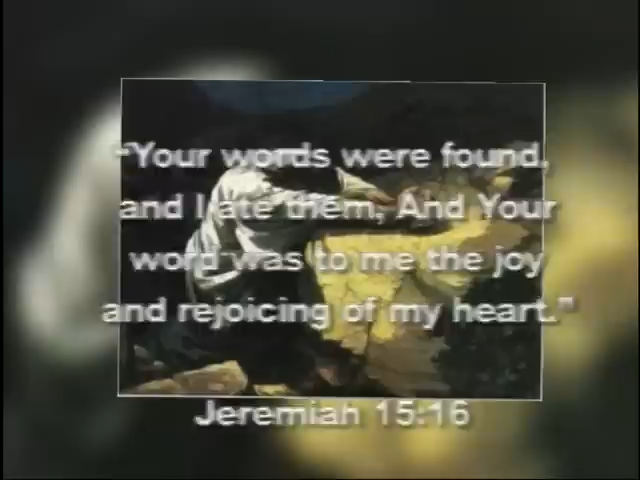 "Your words were found,
and I ate them, And Your
word was to me the joy
and rejoicing of my heart."
Jeremiah 15:16